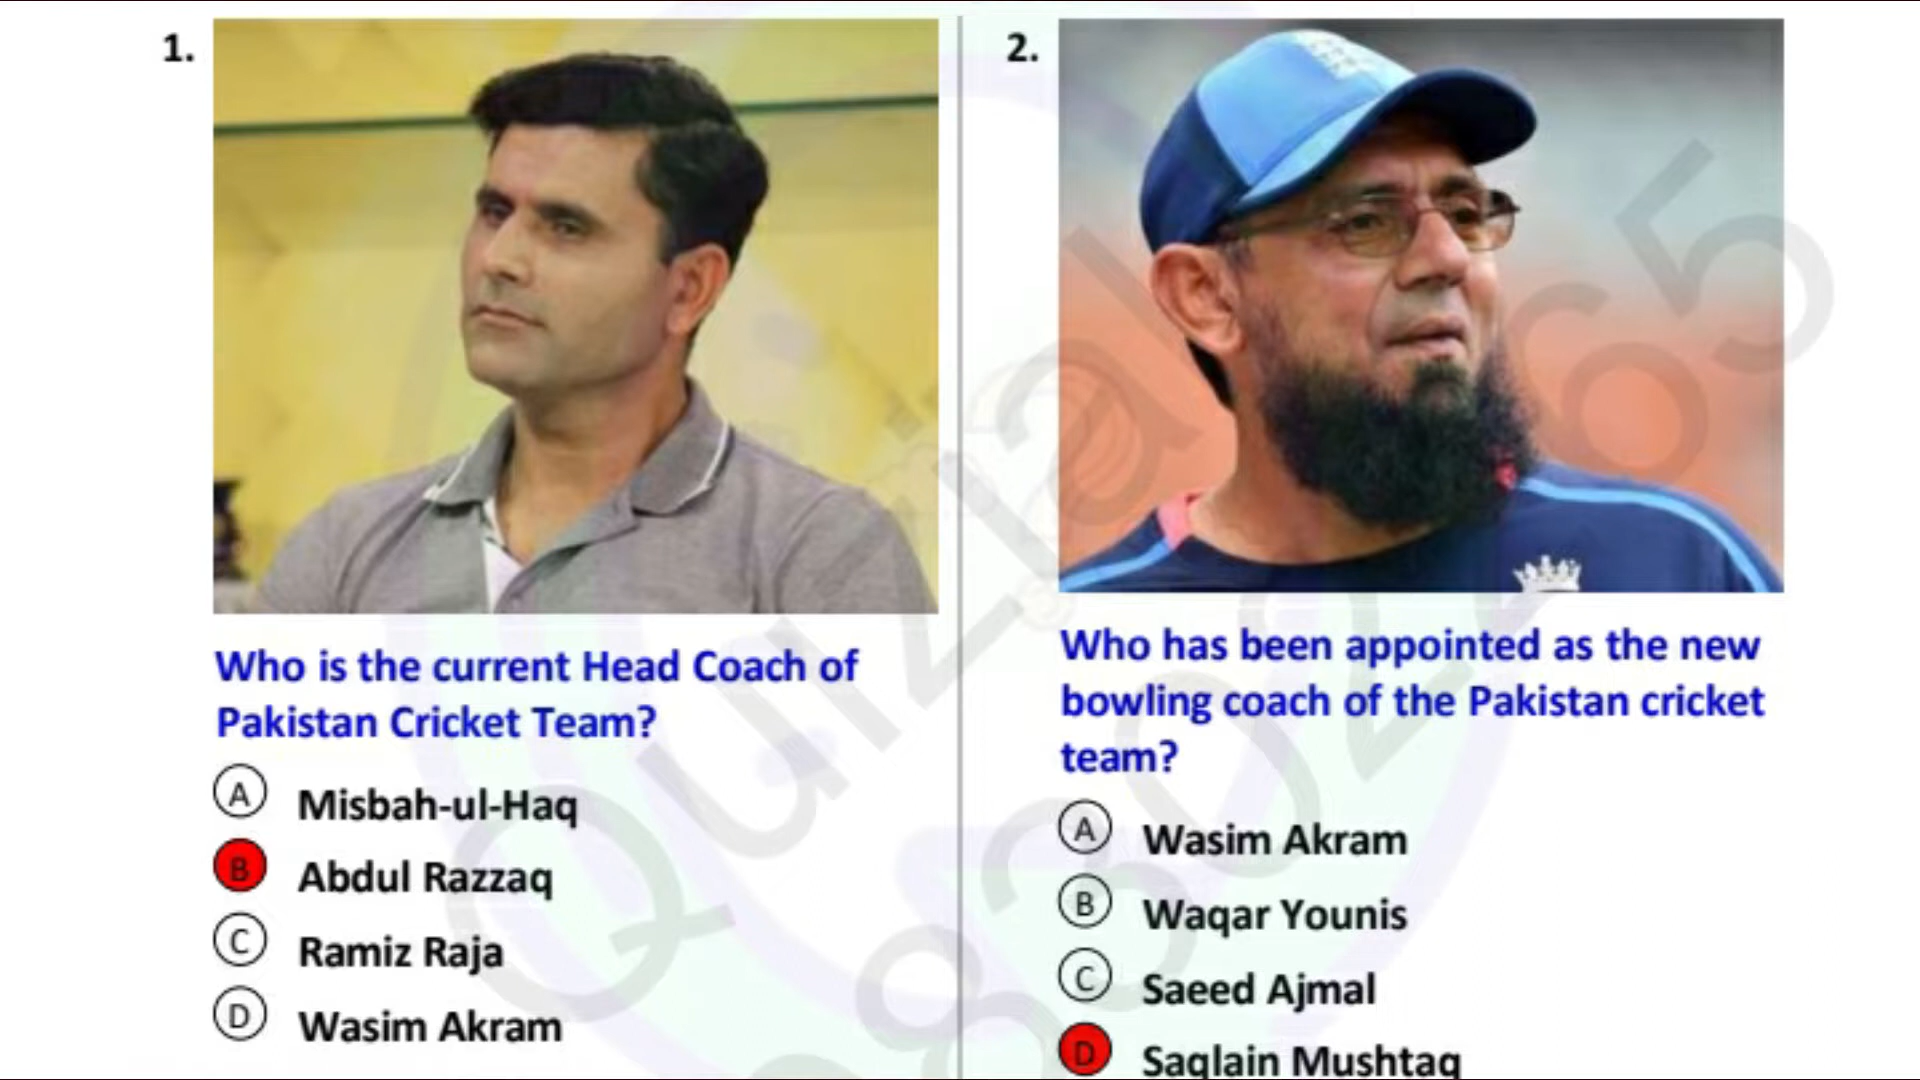 1.
Who is the current Head Coach of
Pakistan Cricket Team?
A Misbah-ul-Haq
B Abdul Razzaq
C Ramiz Raja
D Wasim Akram
2.
Who has been appointed as the new
bowling coach of the Pakistan cricket
team?
A Wasim Akram
B Waqar Younis
C Saeed Ajmal
D Saqlain Mushtaq